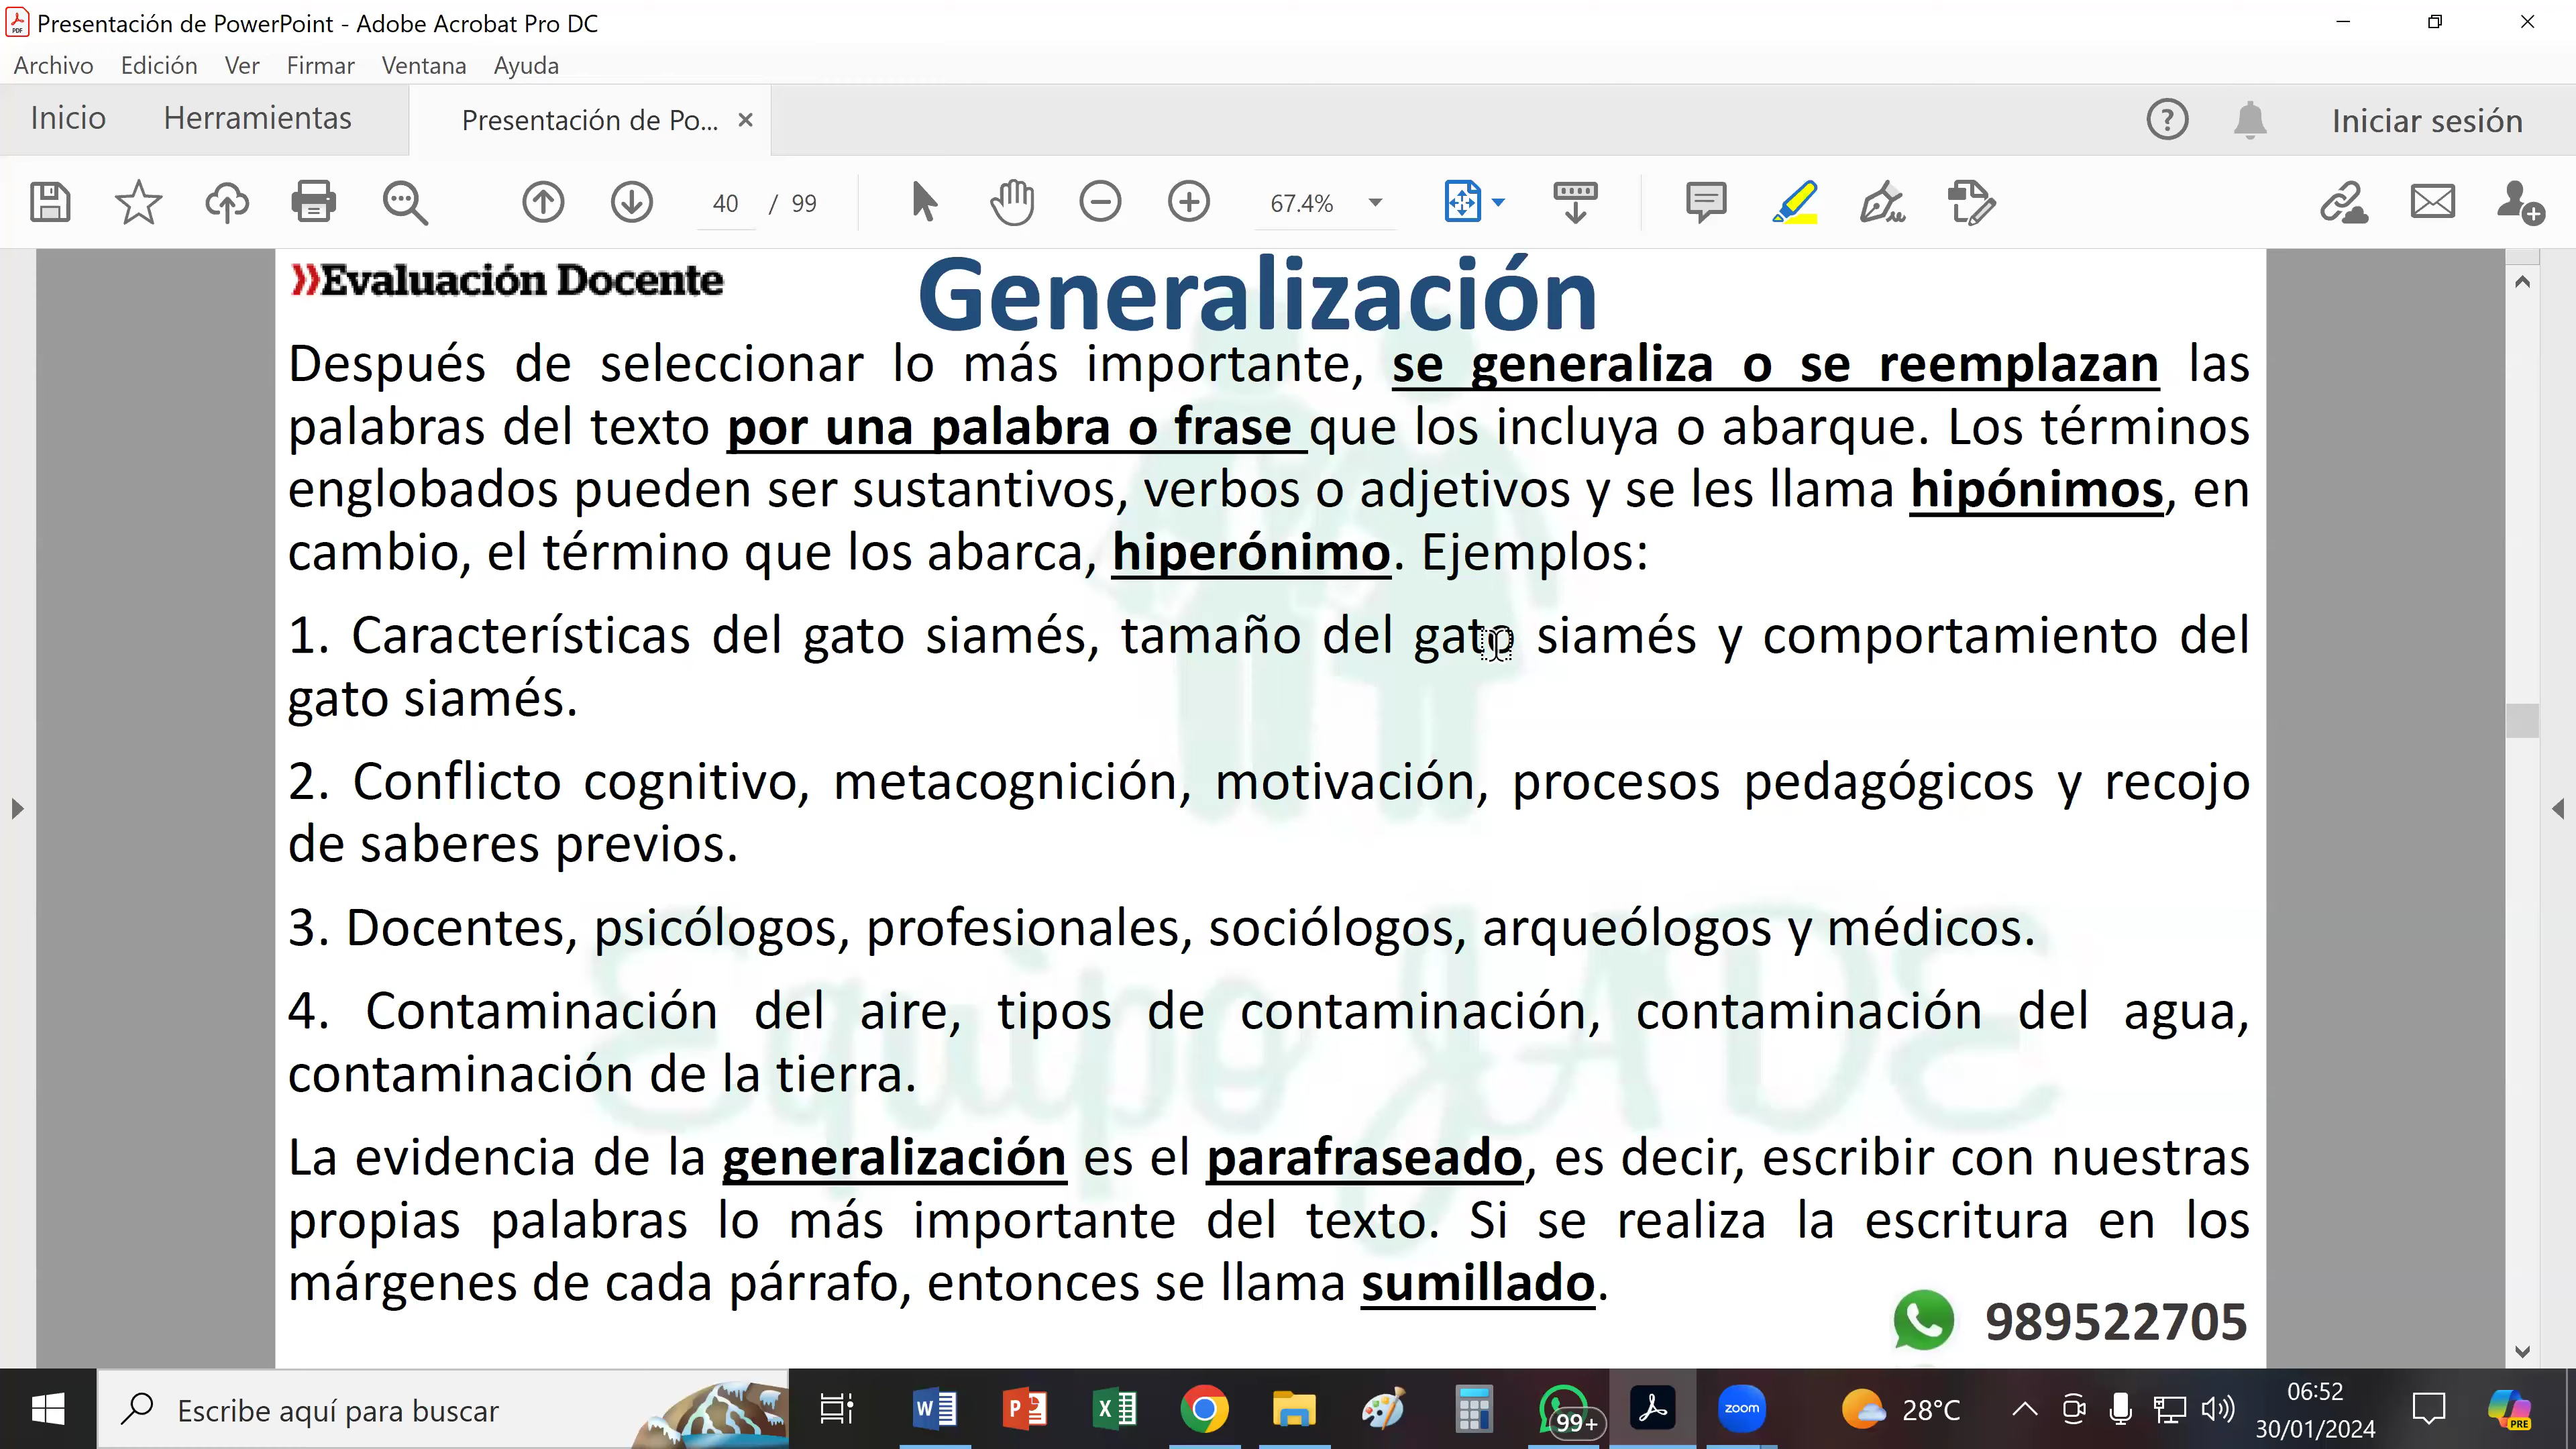 Presentación de PowerPoint - Adobe Acrobat Pro DC
Archivo Edición Ver Firmar Ventana Ayuda
Inicio Herramientas Presentación de Po... Iniciar sesión
40 / 99 67.4%
Evaluación Docente
Generalización
Después de seleccionar lo más importante, se generaliza o se reemplazan las
palabras del texto por una palabra o frase que los incluya o abarque. Los términos
englobados pueden ser sustantivos, verbos o adjetivos y se les llama hipónimos, en
cambio, el término que los abarca, hiperónimo. Ejemplos:
1. Características del gato siamés, tamaño del gato siamés y comportamiento del
gato siamés.
2. Conflicto cognitivo, metacognición, motivación, procesos pedagógicos y recojo
de saberes previos.
3. Docentes, psicólogos, profesionales, sociólogos, arqueólogos y médicos.
4. Contaminación del aire, tipos de contaminación, contaminación del agua,
contaminación de la tierra.
La evidencia de la generalización es el parafraseado, es decir, escribir con nuestras
propias palabras lo más importante del texto. Si se realiza la escritura en los
márgenes de cada párrafo, entonces se llama sumillado.
Equipo JADE
989522705
Escribe aquí para buscar
99+
zoom
28°C
06:52
30/01/2024
PRE